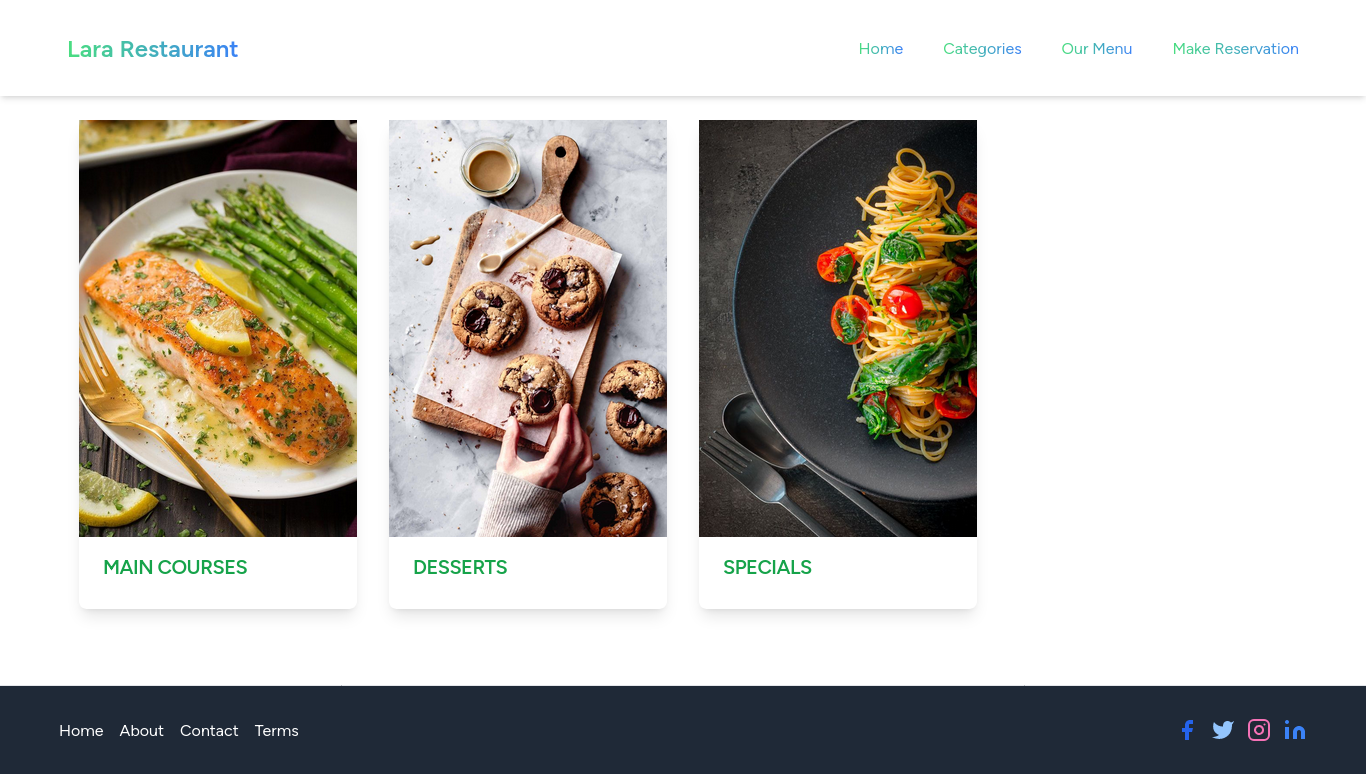 Lara Restaurant
Home Categories Our Menu Make Reservation
MAIN COURSES
DESSERTS
SPECIALS
Home About Contact Terms